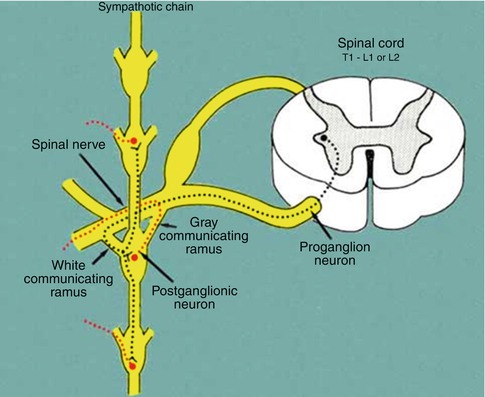 Sympathotic chain
Spinal cord
T1 - L1 or L2
Spinal nerve
Gray
communicating
ramus
Proganglion
neuron
White
communicating
ramus
Postganglionic
neuron